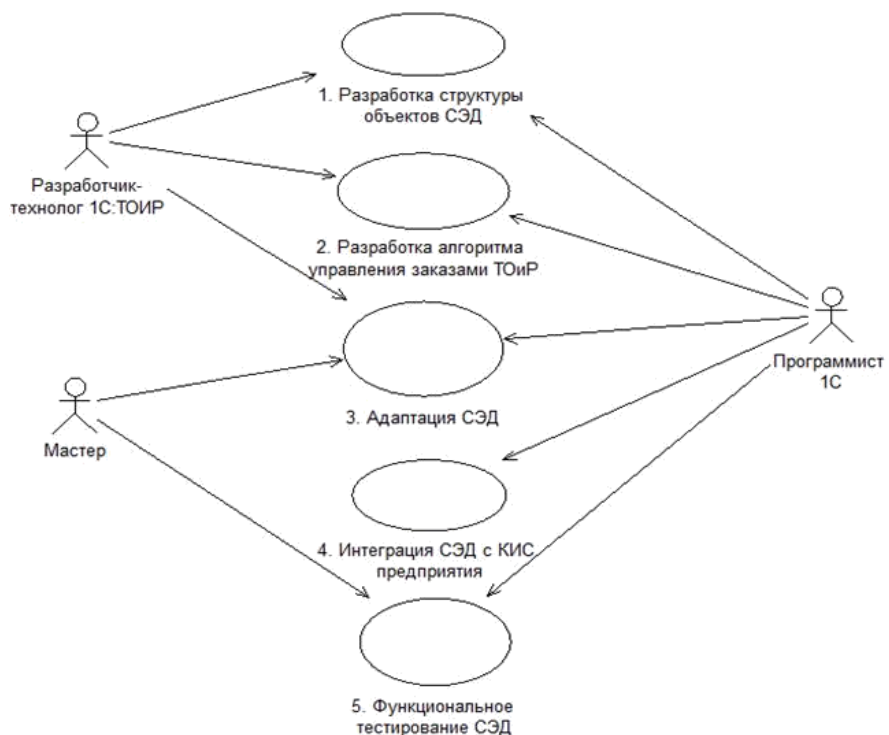 1. Разработка структуры
объектов СЭД
Разработчик-
технолог 1С:ТОИР
2. Разработка алгоритма
управления заказами ТОиР
Программист
1С
3. Адаптация СЭД
Мастер
4. Интеграция СЭД с КИС
предприятия
5. Функциональное
тестирование СЭД